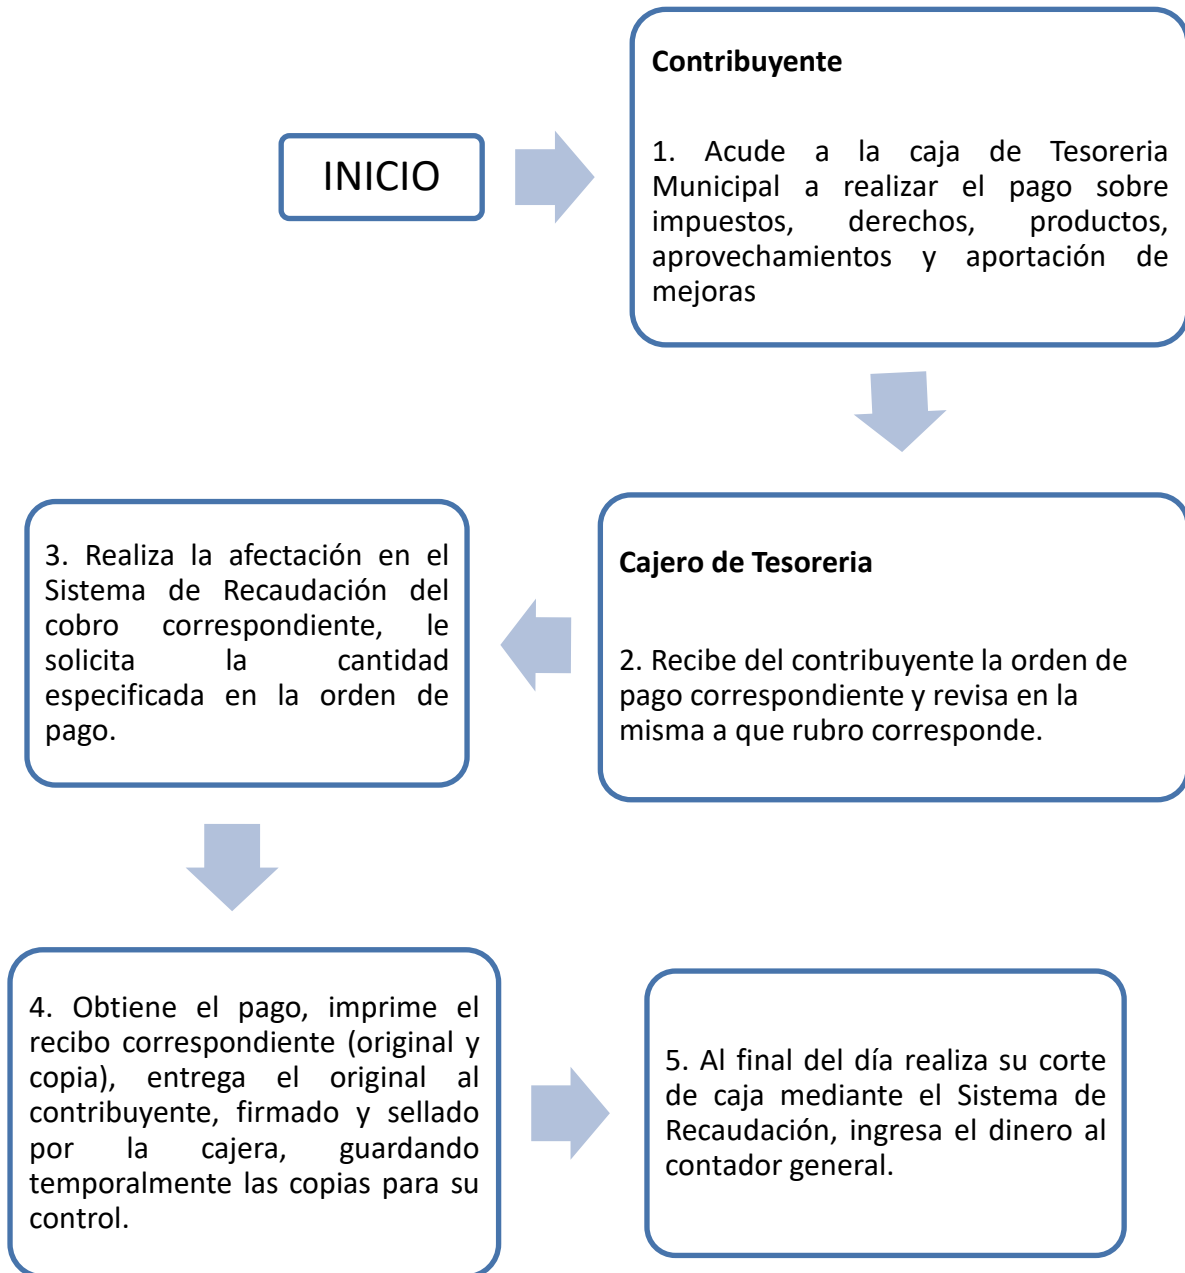 INICIO
Contribuyente
1. Acude a la caja de Tesoreria
Municipal a realizar el pago sobre
impuestos, derechos, productos,
aprovechamientos y aportación de
mejoras
Cajero de Tesoreria
2. Recibe del contribuyente la orden de
pago correspondiente y revisa en la
misma a que rubro corresponde.
3. Realiza la afectación en el
Sistema de Recaudación del
cobro correspondiente, le
solicita la cantidad
especificada en la orden de
pago.
4. Obtiene el pago, imprime el
recibo correspondiente (original y
copia), entrega el original al
contribuyente, firmado y sellado
por la cajera, guardando
temporalmente las copias para su
control.
5. Al final del día realiza su corte
de caja mediante el Sistema de
Recaudación, ingresa el dinero al
contador general.